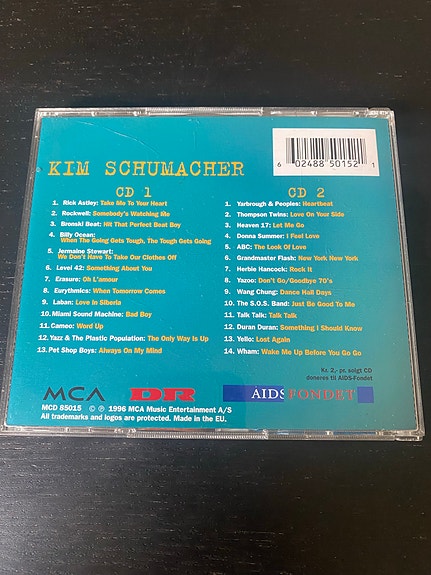 6 02488 50152 1
KIM SCHUMACHER
CD 1
1. Rick Astley: Take Me To Your Heart
2. Rockwell: Somebody's Watching Me
3. Bronski Beat: Hit That Perfect Beat Boy
4. Billy Ocean:
When The Going Gets Tough, The Tough Gets Going
5. Jermaine Stewart:
We Don't Have To Take Our Clothes Off
6. Level 42: Something About You
7. Erasure: Oh L'amour
8. Eurythmics: When Tomorrow Comes
9. Laban: Love in Siberia
10. Miami Sound Machine: Bad Boy
11. Cameo: Word Up
12. Yazz & The Plastic Population: The Only Way Is Up
13. Pet Shop Boys: Always On My Mind
CD 2
1. Yarbrough & Peoples: Heartbeat
2. Thompson Twins: Love On Your Side
3. Heaven 17: Let Me Go
4. Donna Summer: I Feel Love
5. ABC: The Look Of Love
6. Grandmaster Flash: New York New York
7. Herbie Hancock: Rock It
8. Yazoo: Don't Go/Goodbye 70's
9. Wang Chung: Dance Hall Days
10. The S.O.S. Band: Just Be Good To Me
11. Talk Talk: Talk Talk
12. Duran Duran: Something I Should Know
13. Yello: Lost Again
14. Wham: Wake Me Up Before You Go Go
Kr. 2,- pr. solgt CD
doneres til AIDS-Fondet
MCA DR AIDSFONDET
MCD 85015 © ℗ 1996 MCA Music Entertainment A/S
All trademarks and logos are protected. Made in the EU.